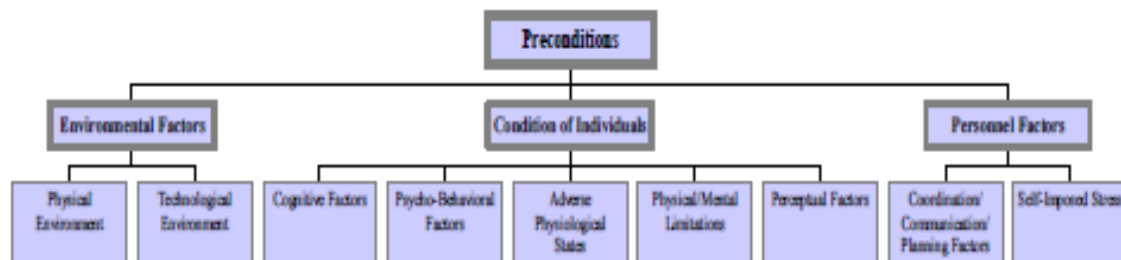 Preconditions
Environmental Factors
Condition of Individuals
Personnel Factors
Physical
Environment
Technological
Environment
Cognitive Factors
Psycho-Behavioral
Factors
Adverse
Physiological
States
Physical/Mental
Limitations
Perceptual Factors
Coordination/
Communication/
Planning Factors
Self-Imposed Stress